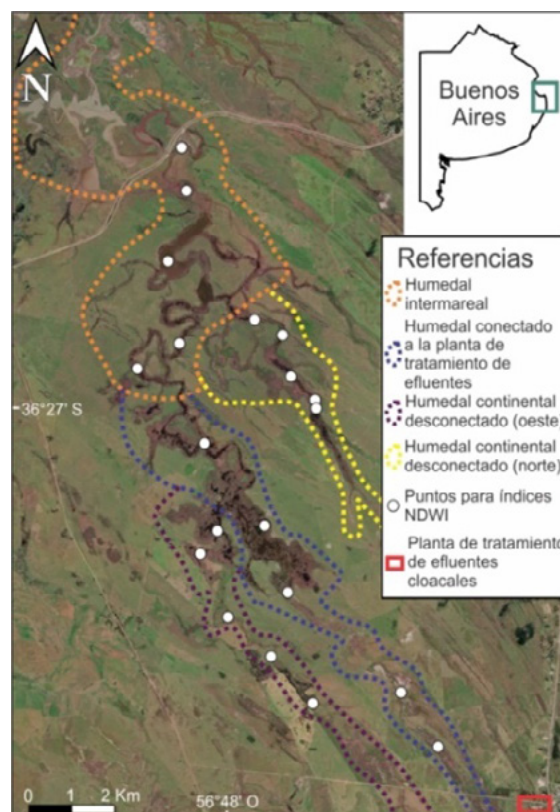 N
Buenos
Aires
Referencias
Humedal
intermareal
Humedal conectado
a la planta de
tratamiento de
efluentes
Humedal continental
desconectado (oeste)
Humedal continental
desconectado (norte)
Puntos para índices
NDWI
Planta de tratamiento
de efluentes
cloacales
36°27' S
0 1 2 Km
56°48' O